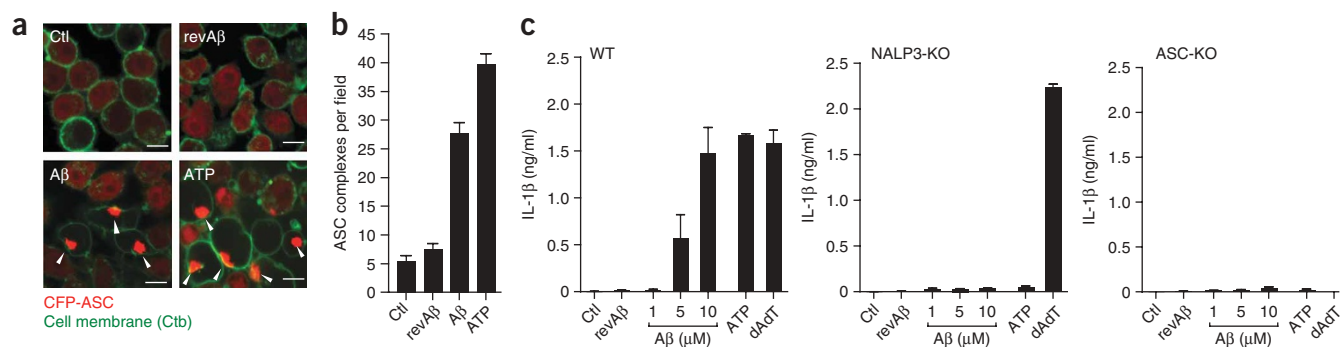 a
Ctl
revAβ
Aβ
ATP
CFP-ASC
Cell membrane (Ctb)
b
ASC complexes per field
45
40
35
30
25
20
15
10
5
0
Ctl
revAβ
Aβ
ATP
c
WT
IL-1β (ng/ml)
2.5
2.0
1.5
1.0
0.5
0
Ctl
revAβ
1
5
10
Aβ (μM)
ATP
dAdT
NALP3-KO
IL-1β (ng/ml)
2.5
2.0
1.5
1.0
0.5
0
Ctl
revAβ
1
5
10
Aβ (μM)
ATP
dAdT
ASC-KO
IL-1β (ng/ml)
2.5
2.0
1.5
1.0
0.5
0
Ctl
revAβ
1
5
10
Aβ (μM)
ATP
dAdT